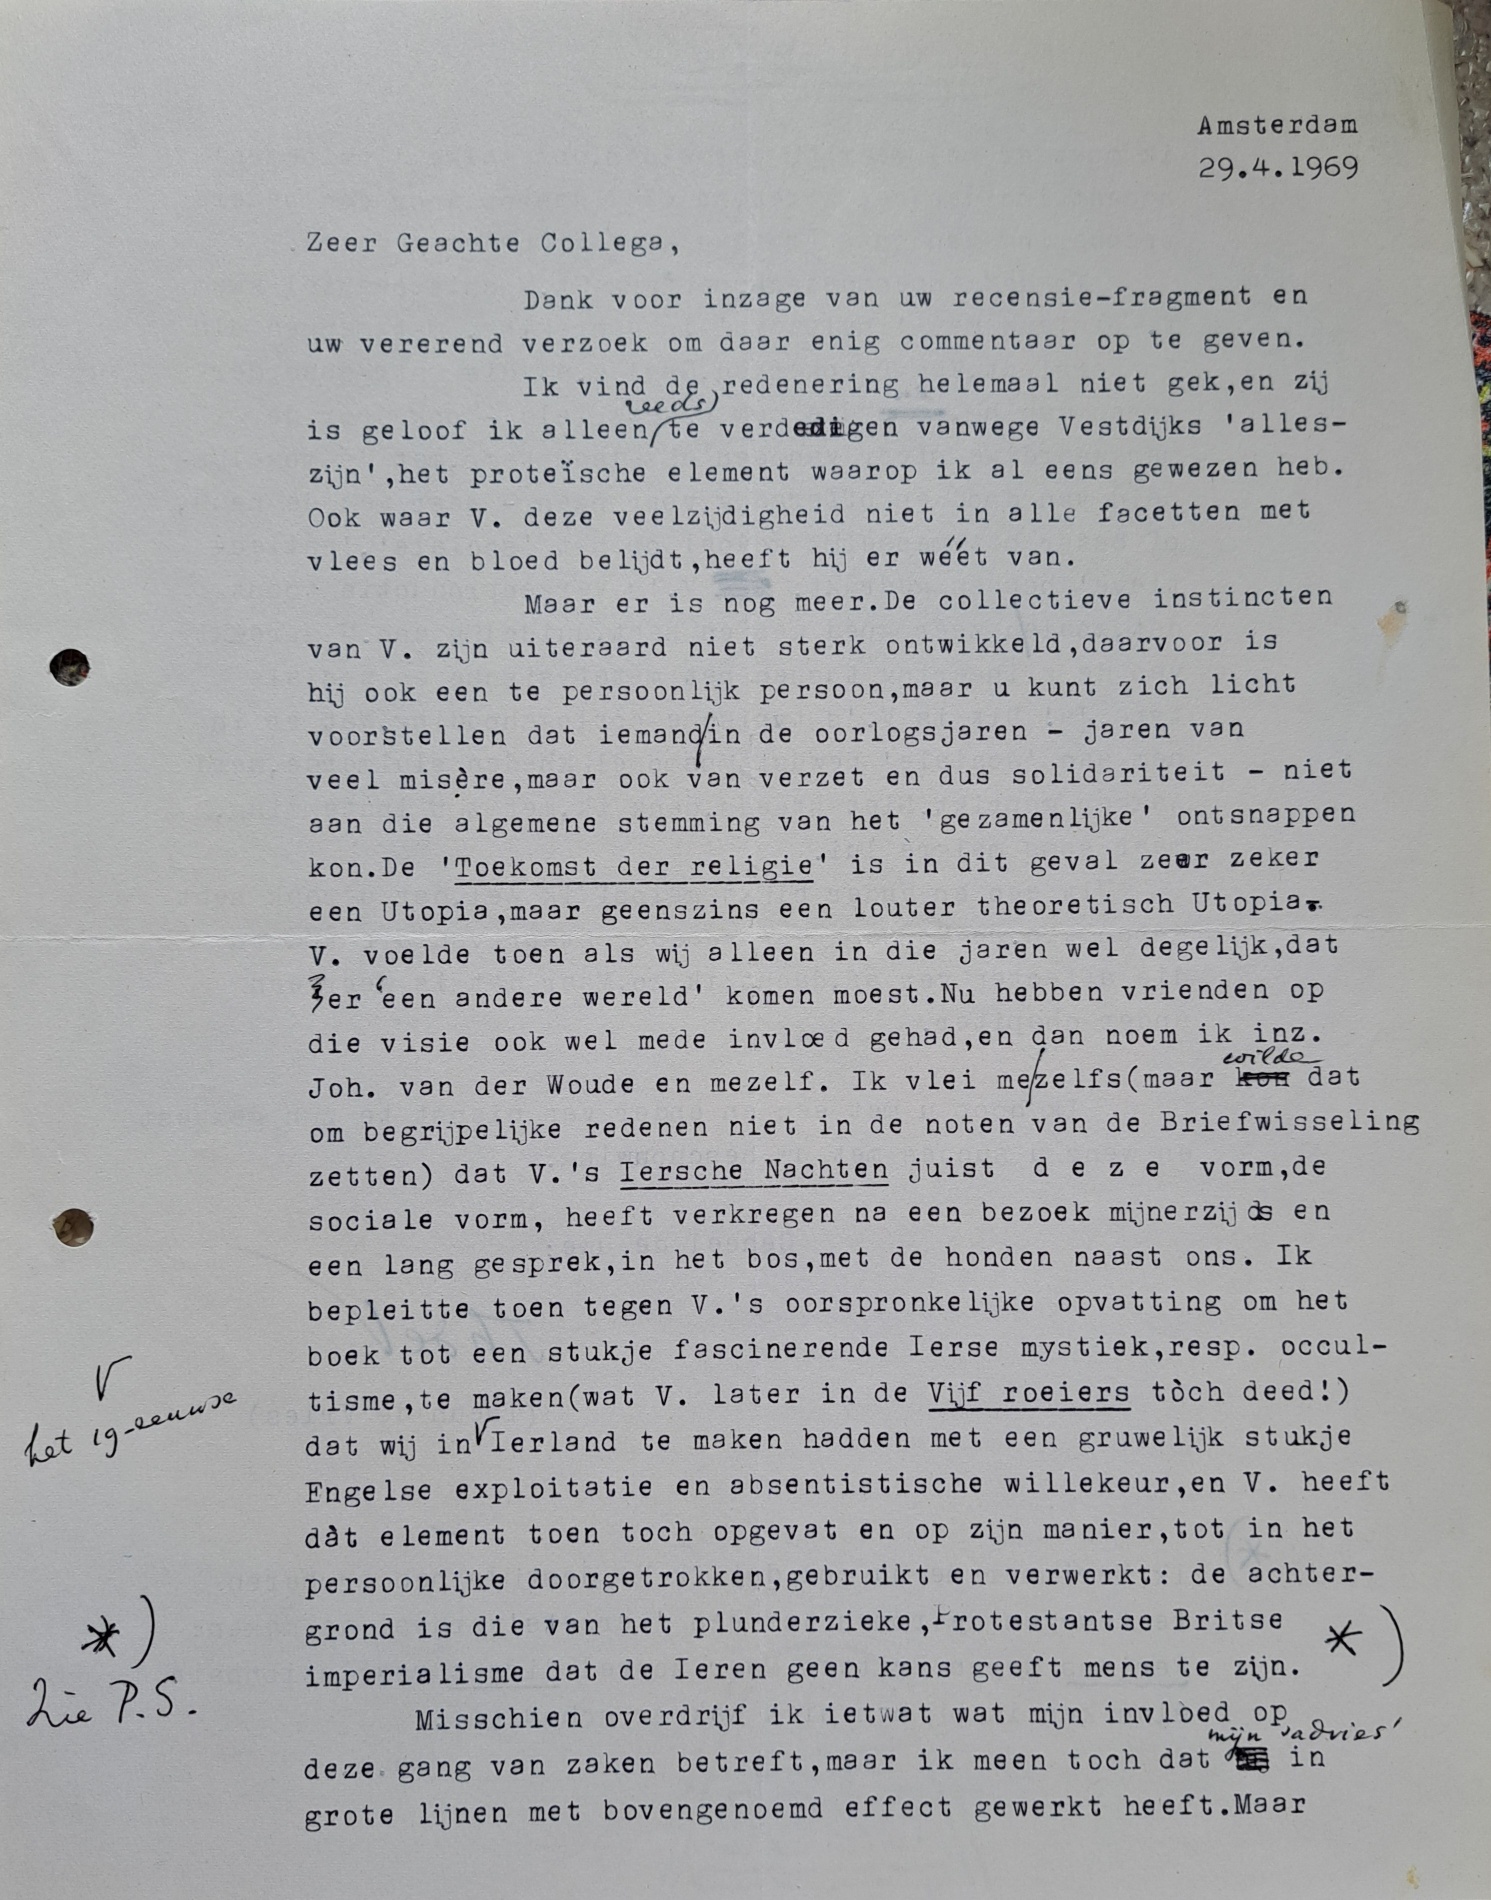 Amsterdam
29.4.1969
Zeer Geachte Collega,
Dank voor inzage van uw recensie-fragment en
uw vererend verzoek om daar enig commentaar op te geven.
Ik vind de redenering helemaal niet gek,en zij
reeds
is geloof ik alleen te verdedigen vanwege Vestdijks 'alles-
zijn',het proteïsche element waarop ik al eens gewezen heb.
Ook waar V. deze veelzijdigheid niet in alle facetten met
vlees en bloed belijdt,heeft hij er wéét van.
Maar er is nog meer.De collectieve instincten
van V. zijn uiteraard niet sterk ontwikkeld,daarvoor is
hij ook een te persoonlijk persoon,maar u kunt zich licht
voorstellen dat iemand/in de oorlogsjaren - jaren van
veel misère,maar ook van verzet en dus solidariteit - niet
aan die algemene stemming van het 'gezamenlijke' ontsnappen
kon.De 'Toekomst der religie' is in dit geval zeer zeker
een Utopia,maar geenszins een louter theoretisch Utopia.
V. voelde toen als wij alleen in die jaren wel degelijk,dat
er 'een andere wereld' komen moest.Nu hebben vrienden op
die visie ook wel mede invloed gehad,en dan noem ik inz.
wilde
Joh. van der Woude en mezelf. Ik vlei me/zelfs(maar kon dat
om begrijpelijke redenen niet in de noten van de Briefwisseling
zetten) dat V.'s Iersche Nachten juist d e z e vorm,de
sociale vorm, heeft verkregen na een bezoek mijnerzijds en
een lang gesprek,in het bos,met de honden naast ons. Ik
bepleitte toen tegen V.'s oorspronkelijke opvatting om het
boek tot een stukje fascinerende Ierse mystiek,resp. occul-
tisme,te maken(wat V. later in de Vijf roeiers tòch deed!)
V
het 19-eeuwse
dat wij in V Ierland te maken hadden met een gruwelijk stukje
Engelse exploitatie en absentistische willekeur,en V. heeft
dàt element toen toch opgevat en op zijn manier,tot in het
persoonlijke doorgetrokken,gebruikt en verwerkt: de achter-
grond is die van het plunderzieke,Protestantse Britse
imperialisme dat de Ieren geen kans geeft mens te zijn. *)
*)
Zie P.S.
Misschien overdrijf ik ietwat wat mijn invloed op
mijn 'advies'
deze gang van zaken betreft,maar ik meen toch dat in
grote lijnen met bovengenoemd effect gewerkt heeft.Maar